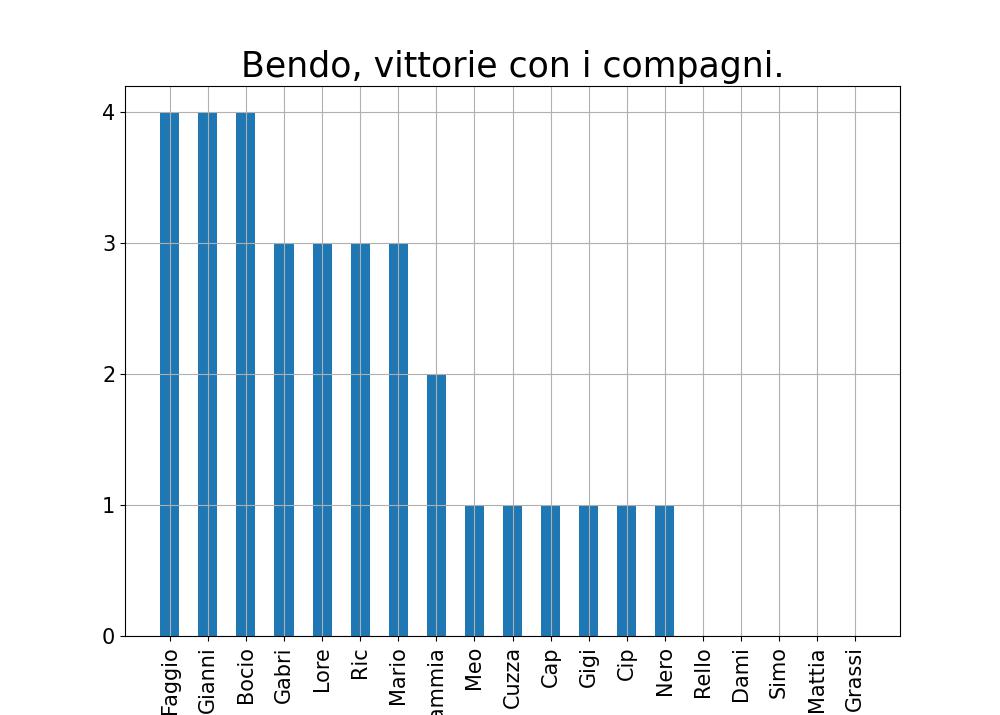 Bendo, vittorie con i compagni.
4
3
2
1
0
Faggio
Gianni
Bocio
Gabri
Lore
Ric
Mario
ammia
Meo
Cuzza
Cap
Gigi
Cip
Nero
Rello
Dami
Simo
Mattia
Grassi